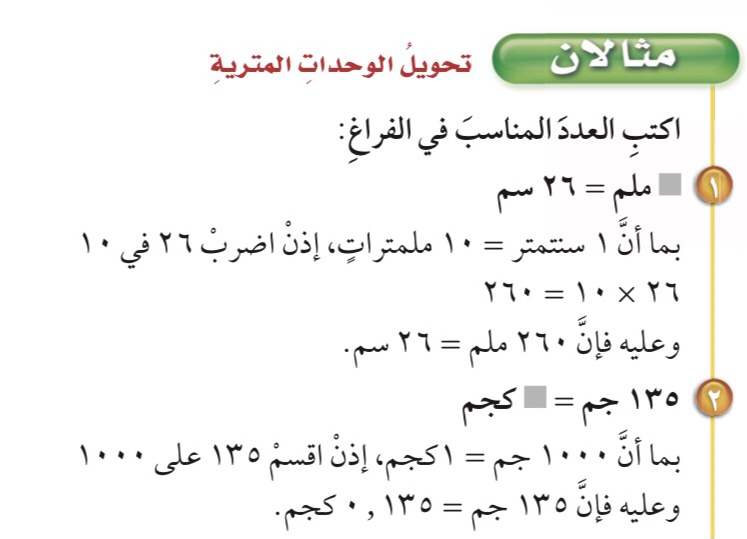 مثالان تحويلُ الوحداتِ المتريةِ
اكتبِ العددَ المناسبَ في الفراغِ:
١ ■ ملم = ٢٦ سم
بما أنَّ ١ سنتمتر = ١٠ ملمتراتٍ، إذنْ اضربْ ٢٦ في ١٠
٢٦ × ١٠ = ٢٦٠
وعليه فإنَّ ٢٦٠ ملم = ٢٦ سم.
٢ ١٣٥ جم = ■ كجم
بما أنَّ ١٠٠٠ جم = ١كجم، إذنْ اقسمْ ١٣٥ على ١٠٠٠
وعليه فإنَّ ١٣٥ جم = ١٣٥ , ٠ كجم.